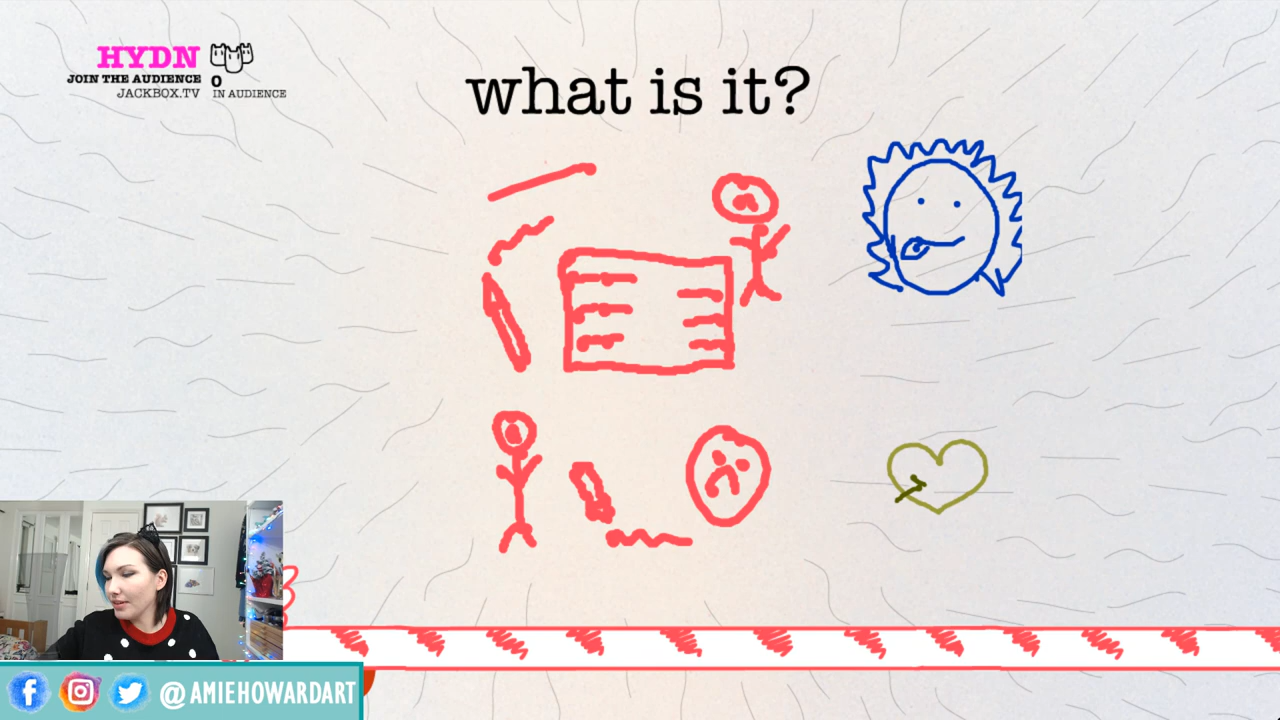 HYDN
JOIN THE AUDIENCE
JACKBOX.TV
0
IN AUDIENCE
what is it?
@AMIEHOWARDART